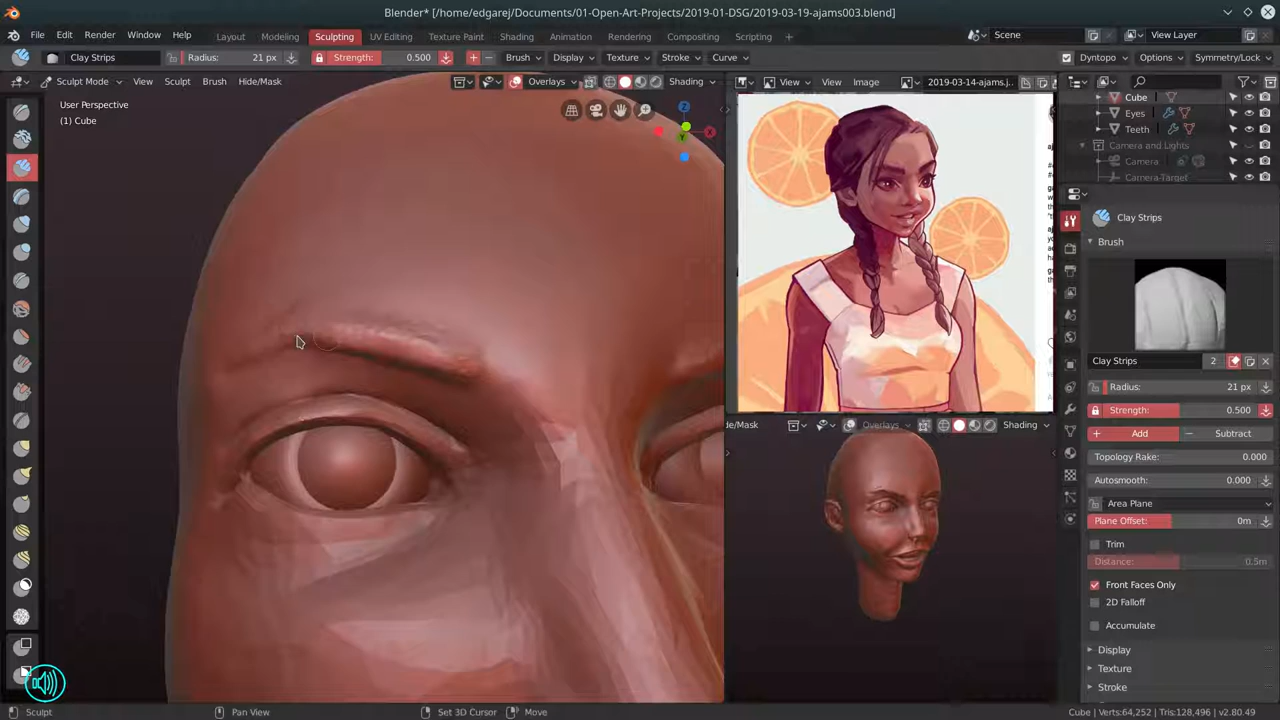 Blender* [/home/edgarej/Documents/01-Open-Art-Projects/2019-01-DSG/2019-03-19-ajams003.blend]
File Edit Render Window Help Layout Modeling Sculpting UV Editing Texture Paint Shading Animation Rendering Compositing Scripting + Scene View Layer
Clay Strips Radius: 21 px Strength: 0.500 Brush Display Texture Stroke Curve Dyntopo Options Symmetry/Lock
Sculpt Mode View Sculpt Brush Hide/Mask Overlays Shading View View Image 2019-03-14-ajams.j..
User Perspective
(1) Cube
Cube
Eyes
Teeth
Camera and Lights
Camera
Camera-Target
Clay Strips
Brush
Clay Strips 2
Radius: 21 px
Strength: 0.500
Add Subtract
de/Mask Overlays Shading
Topology Rake: 0.000
Autosmooth: 0.000
Area Plane
Plane Offset: 0m
Trim
Distance: 0.5m
Front Faces Only
2D Falloff
Accumulate
Display
Texture
Stroke
Sculpt Pan View Set 3D Cursor Move Cube | Verts:64,252 | Tris:128,496 | v2.80.49